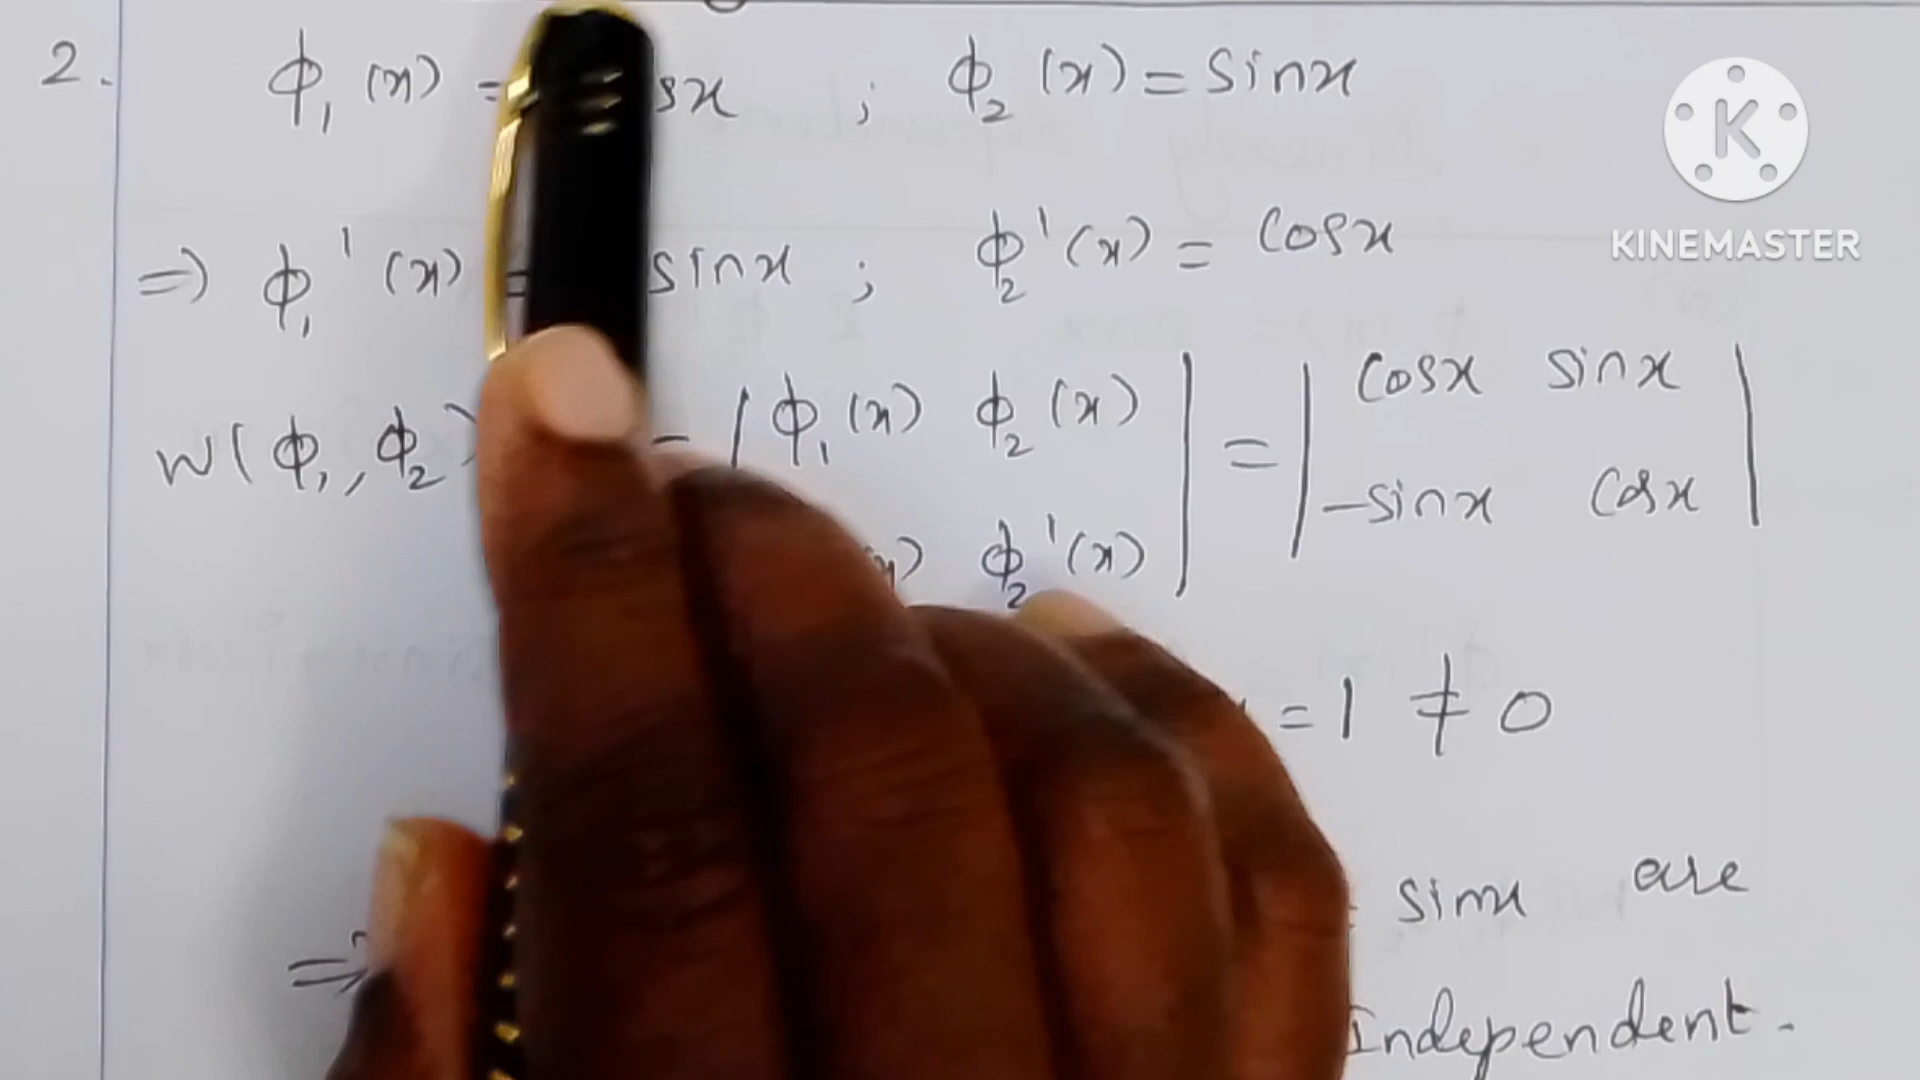 2. ϕ₁(x) = sx ; ϕ₂(x) = sinx
⇒ ϕ₁'(x) = sinx ; ϕ₂'(x) = cosx
W(ϕ₁, ϕ₂) = | ϕ₁(x) ϕ₂(x) | = | cosx sinx |
ϕ₂'(x) | -sinx cosx |
= 1 ≠ 0
⇒ sinx are
Independent.
K
KINEMASTER